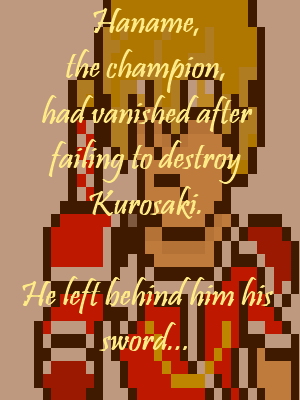 Haname,
the champion,
had vanished after
failing to destroy
Kurosaki.
He left behind him his
sword...